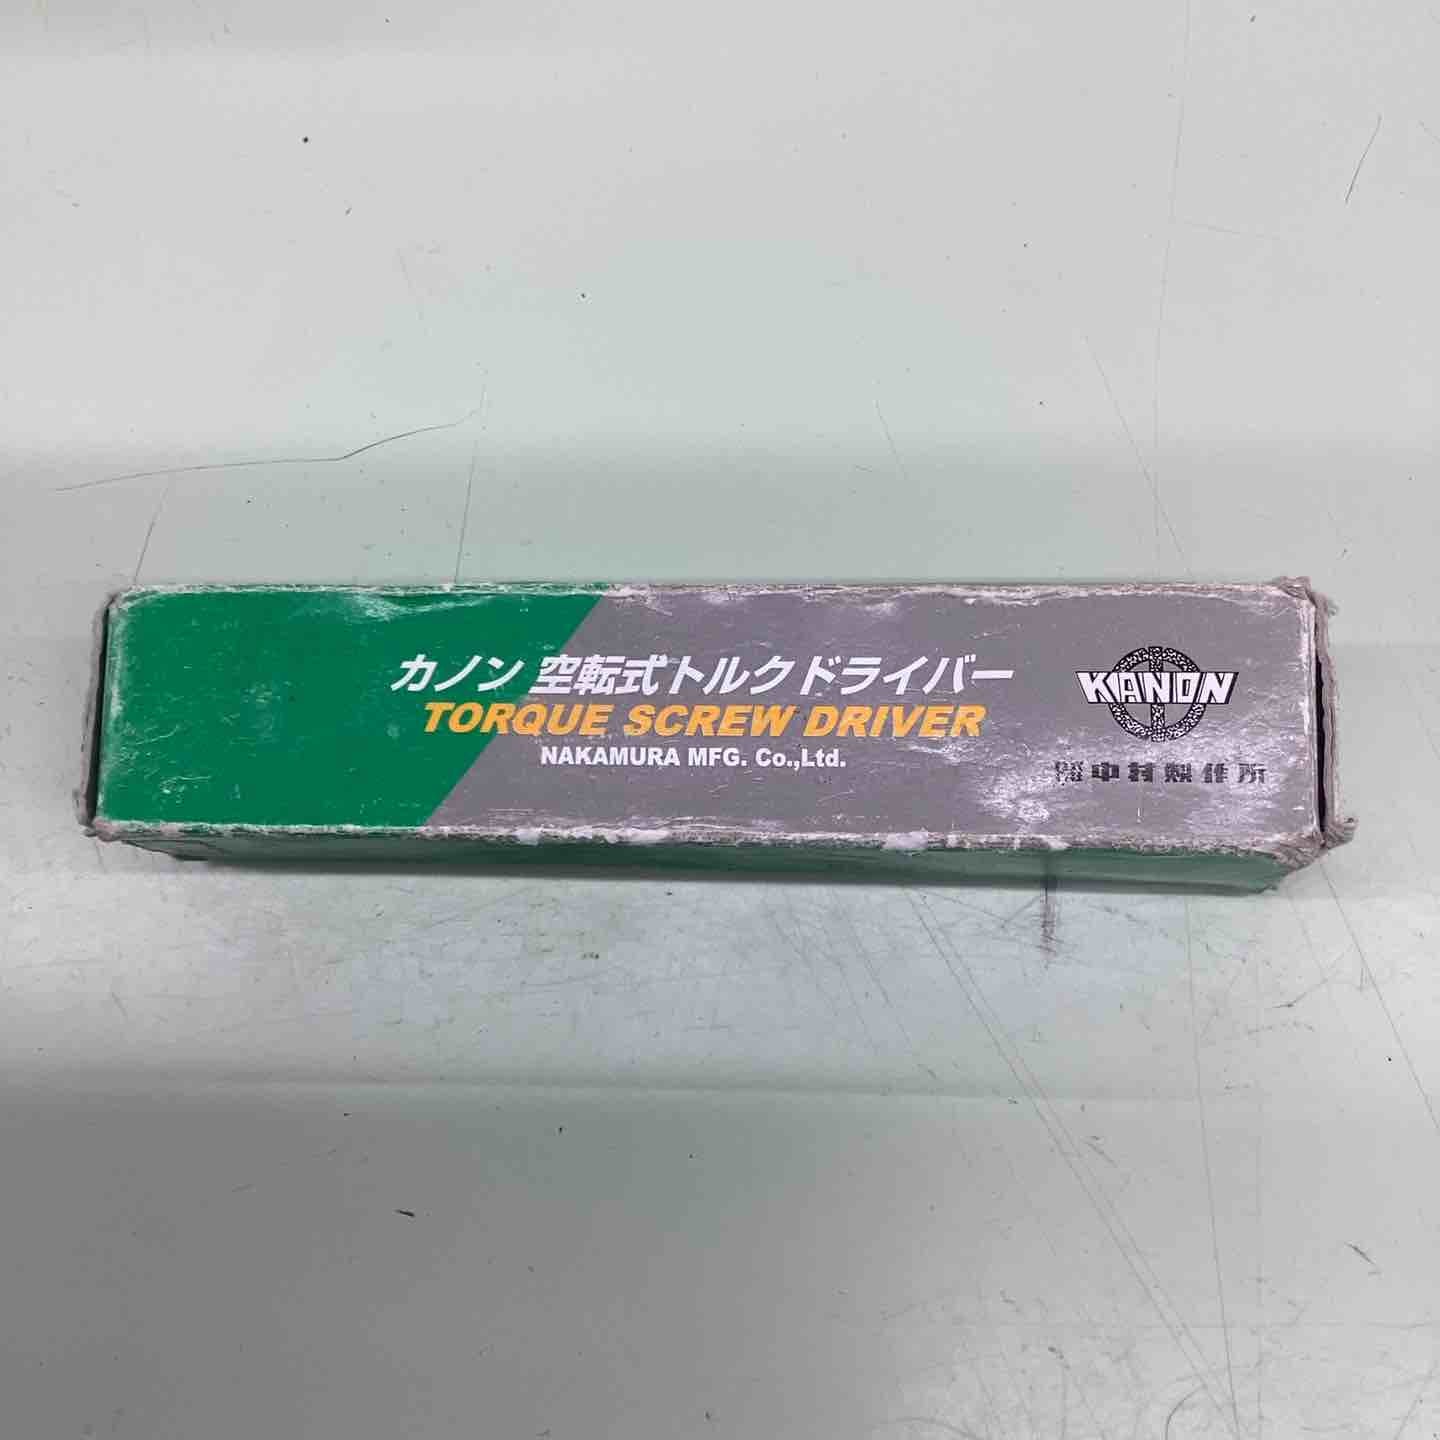 カノン 空転式トルクドライバー
TORQUE SCREW DRIVER
NAKAMURA MFG. Co.,Ltd.
KANON
中村製作所